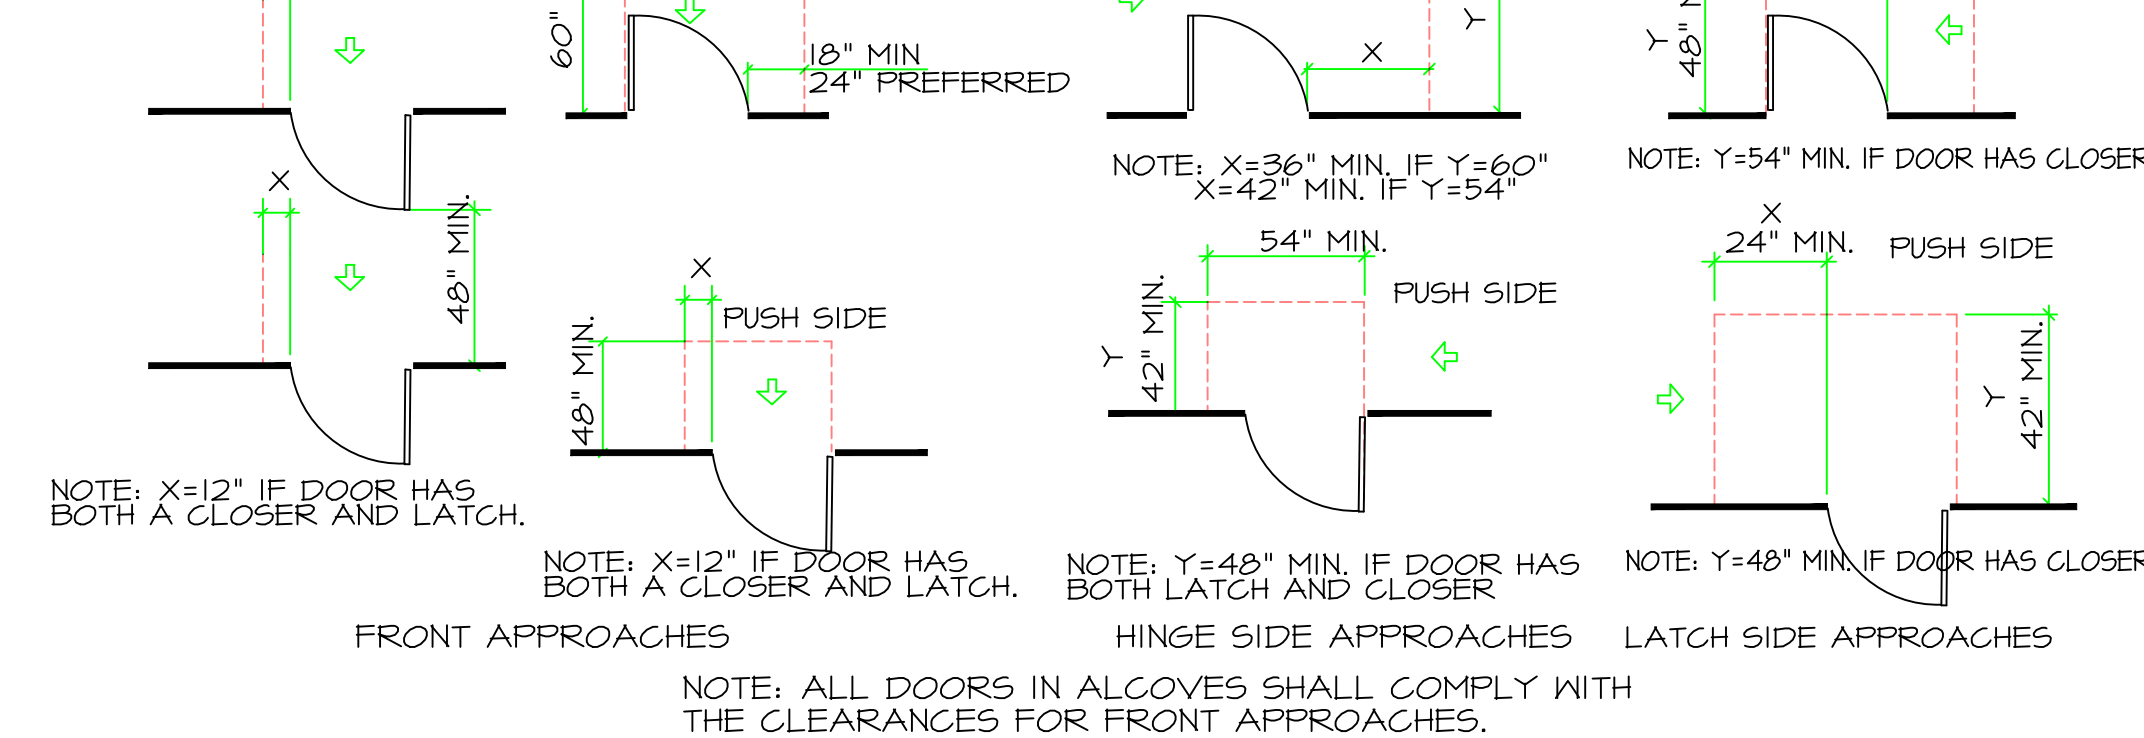 60"
18" MIN
24" PREFERRED
X
Y
Y
48"
NOTE: X=36" MIN. IF Y=60"
X=42" MIN. IF Y=54"
NOTE: Y=54" MIN. IF DOOR HAS CLOSER
X
48" MIN.
X
PUSH SIDE
48" MIN.
54" MIN.
PUSH SIDE
Y
42" MIN.
X
24" MIN.
PUSH SIDE
Y
42" MIN.
NOTE: X=12" IF DOOR HAS
BOTH A CLOSER AND LATCH.
NOTE: X=12" IF DOOR HAS
BOTH A CLOSER AND LATCH.
NOTE: Y=48" MIN. IF DOOR HAS
BOTH LATCH AND CLOSER
NOTE: Y=48" MIN. IF DOOR HAS CLOSER
FRONT APPROACHES
HINGE SIDE APPROACHES
LATCH SIDE APPROACHES
NOTE: ALL DOORS IN ALCOVES SHALL COMPLY WITH
THE CLEARANCES FOR FRONT APPROACHES.